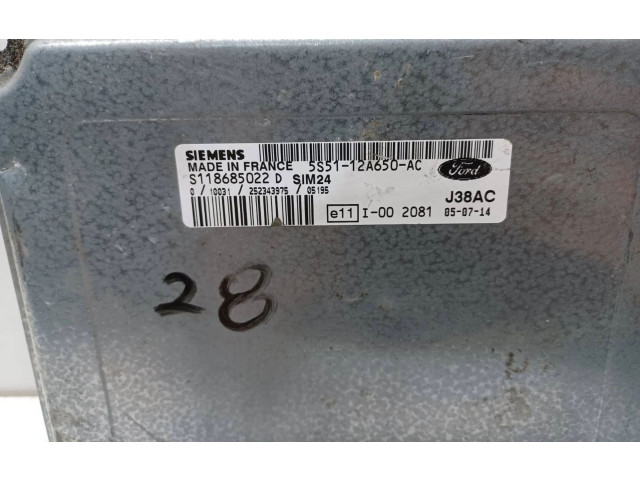 SIEMENS
MADE IN FRANCE 5S51-12A650-AC
S118685022 D SIM24
0 / 10031 / 252343975 / 05195
Ford
J38AC
e11 I-00 2081 05-07-14
28